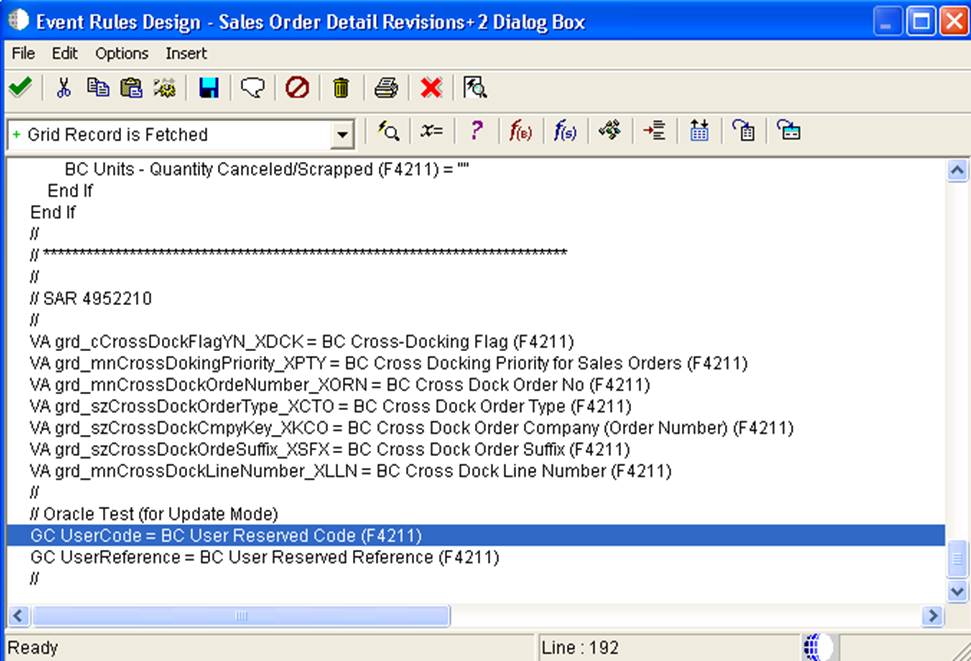 Event Rules Design - Sales Order Detail Revisions+2 Dialog Box
File Edit Options Insert
+ Grid Record is Fetched x= ? f(B) f(S)
BC Units - Quantity Canceled/Scrapped (F4211) = ""
End If
End If
//
// **************************************************************************************
//
// SAR 4952210
//
VA grd_cCrossDockFlagYN_XDCK = BC Cross-Docking Flag (F4211)
VA grd_mnCrossDokingPriority_XPTY = BC Cross Docking Priority for Sales Orders (F4211)
VA grd_mnCrossDockOrdeNumber_XORN = BC Cross Dock Order No (F4211)
VA grd_szCrossDockOrderType_XCTO = BC Cross Dock Order Type (F4211)
VA grd_szCrossDockCmpyKey_XKCO = BC Cross Dock Order Company (Order Number) (F4211)
VA grd_szCrossDockOrdeSuffix_XSFX = BC Cross Dock Order Suffix (F4211)
VA grd_mnCrossDockLineNumber_XLLN = BC Cross Dock Line Number (F4211)
//
// Oracle Test (for Update Mode)
GC UserCode = BC User Reserved Code (F4211)
GC UserReference = BC User Reserved Reference (F4211)
//
Ready Line : 192